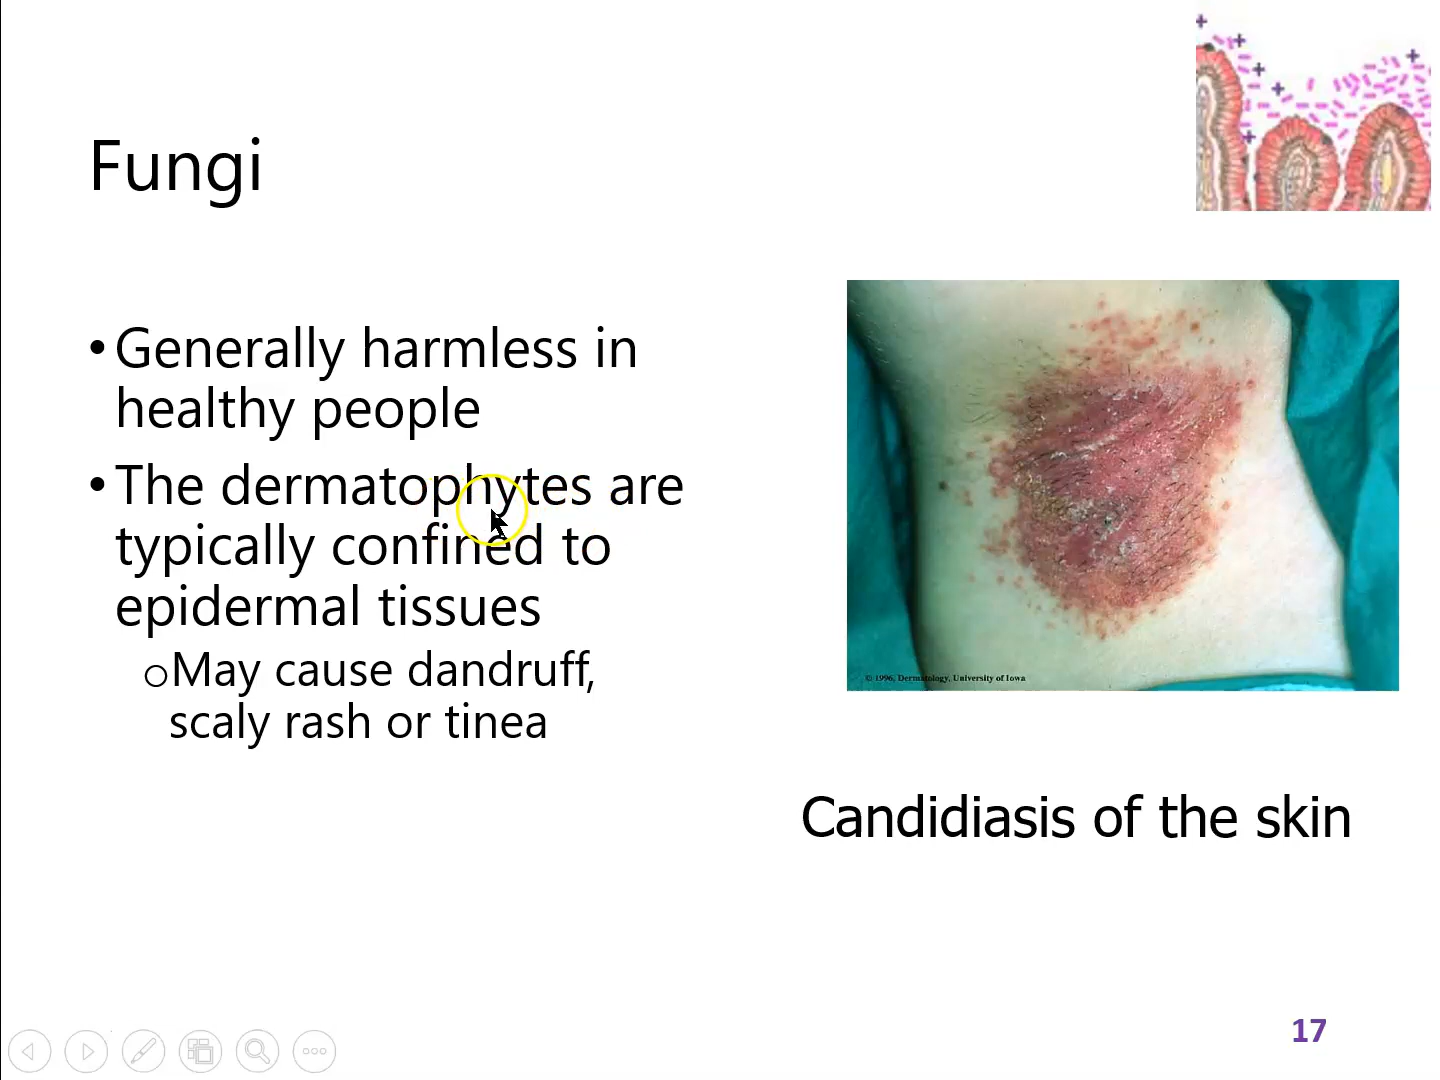 Fungi
• Generally harmless in
healthy people
• The dermatophytes are
typically confined to
epidermal tissues
o May cause dandruff,
scaly rash or tinea
© 1996, Dermatology, University of Iowa
Candidiasis of the skin
17